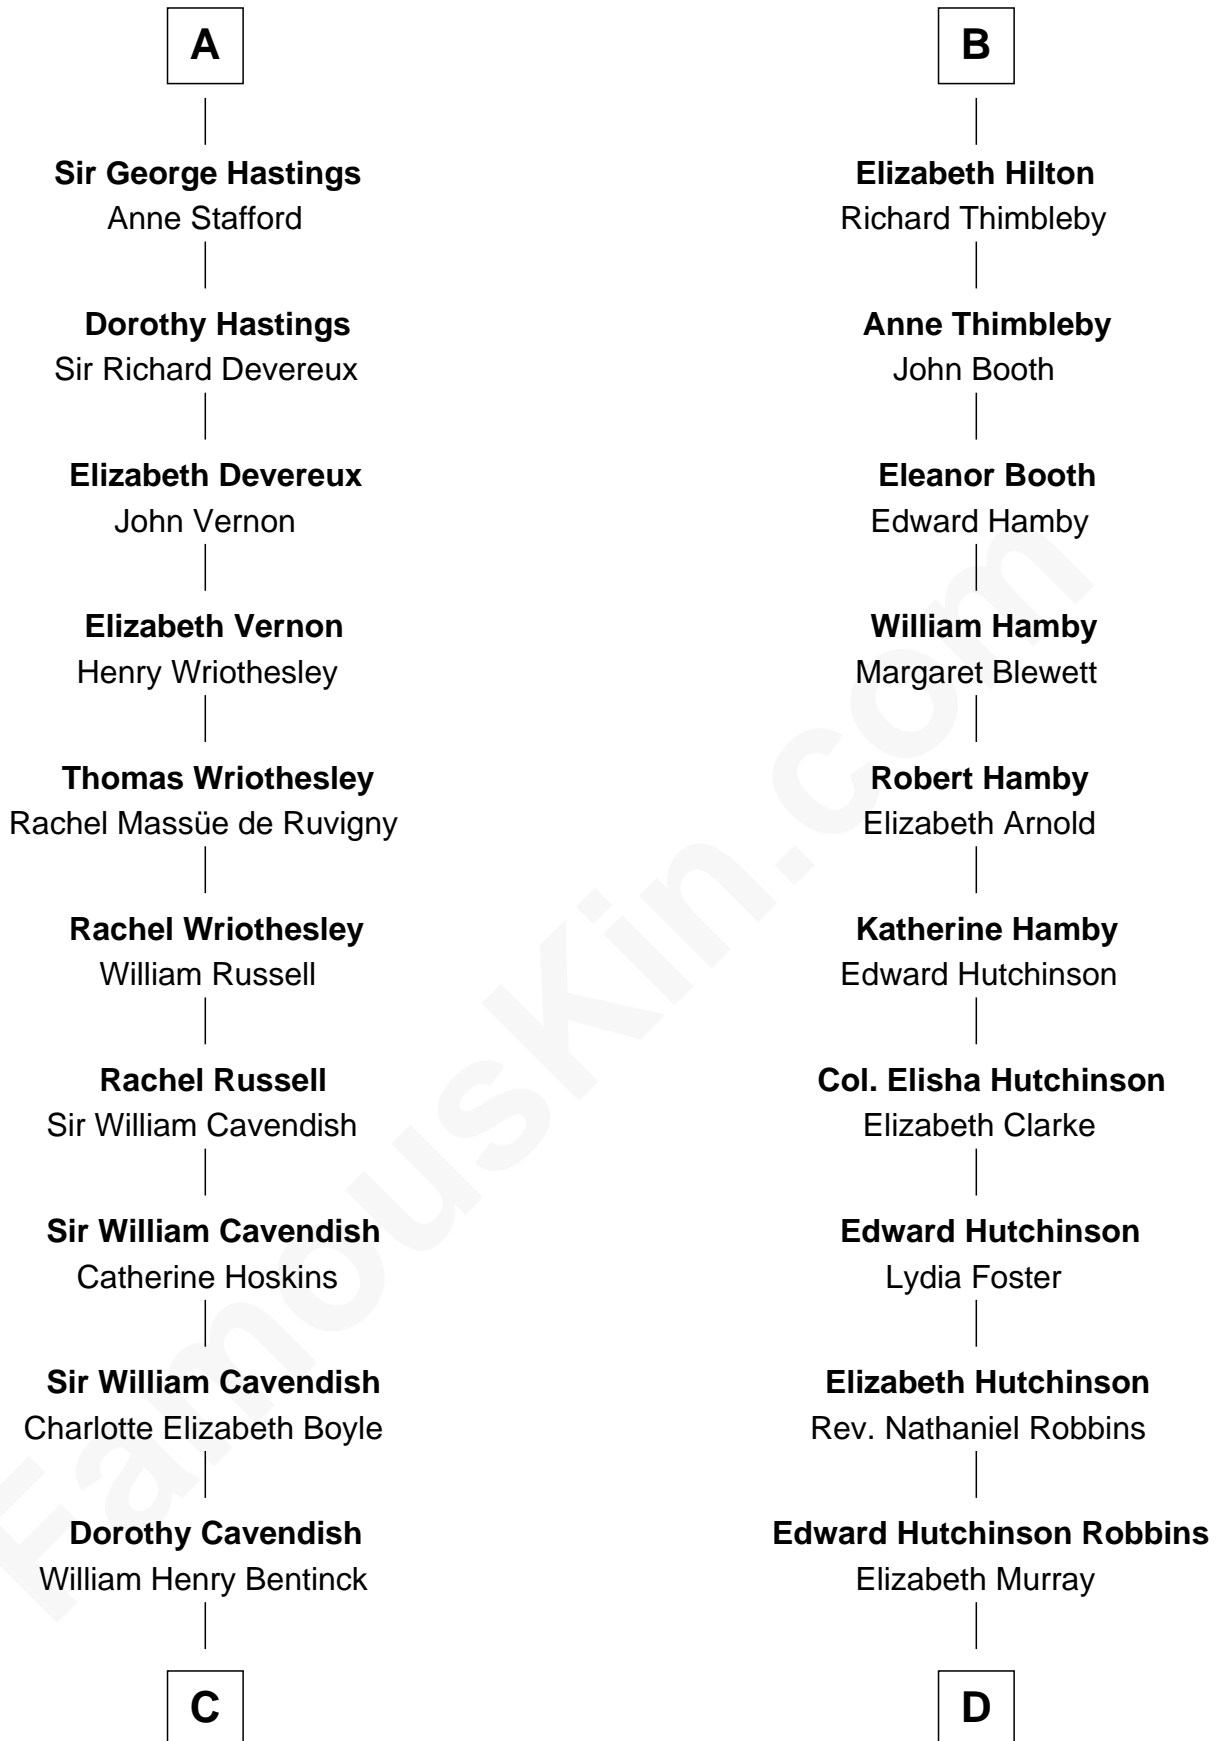 A
Sir George Hastings
Anne Stafford
Dorothy Hastings
Sir Richard Devereux
Elizabeth Devereux
John Vernon
Elizabeth Vernon
Henry Wriothesley
Thomas Wriothesley
Rachel Massüe de Ruvigny
Rachel Wriothesley
William Russell
Rachel Russell
Sir William Cavendish
Sir William Cavendish
Catherine Hoskins
Sir William Cavendish
Charlotte Elizabeth Boyle
Dorothy Cavendish
William Henry Bentinck
C
B
Elizabeth Hilton
Richard Thimbleby
Anne Thimbleby
John Booth
Eleanor Booth
Edward Hamby
William Hamby
Margaret Blewett
Robert Hamby
Elizabeth Arnold
Katherine Hamby
Edward Hutchinson
Col. Elisha Hutchinson
Elizabeth Clarke
Edward Hutchinson
Lydia Foster
Elizabeth Hutchinson
Rev. Nathaniel Robbins
Edward Hutchinson Robbins
Elizabeth Murray
D
FamousKin.com